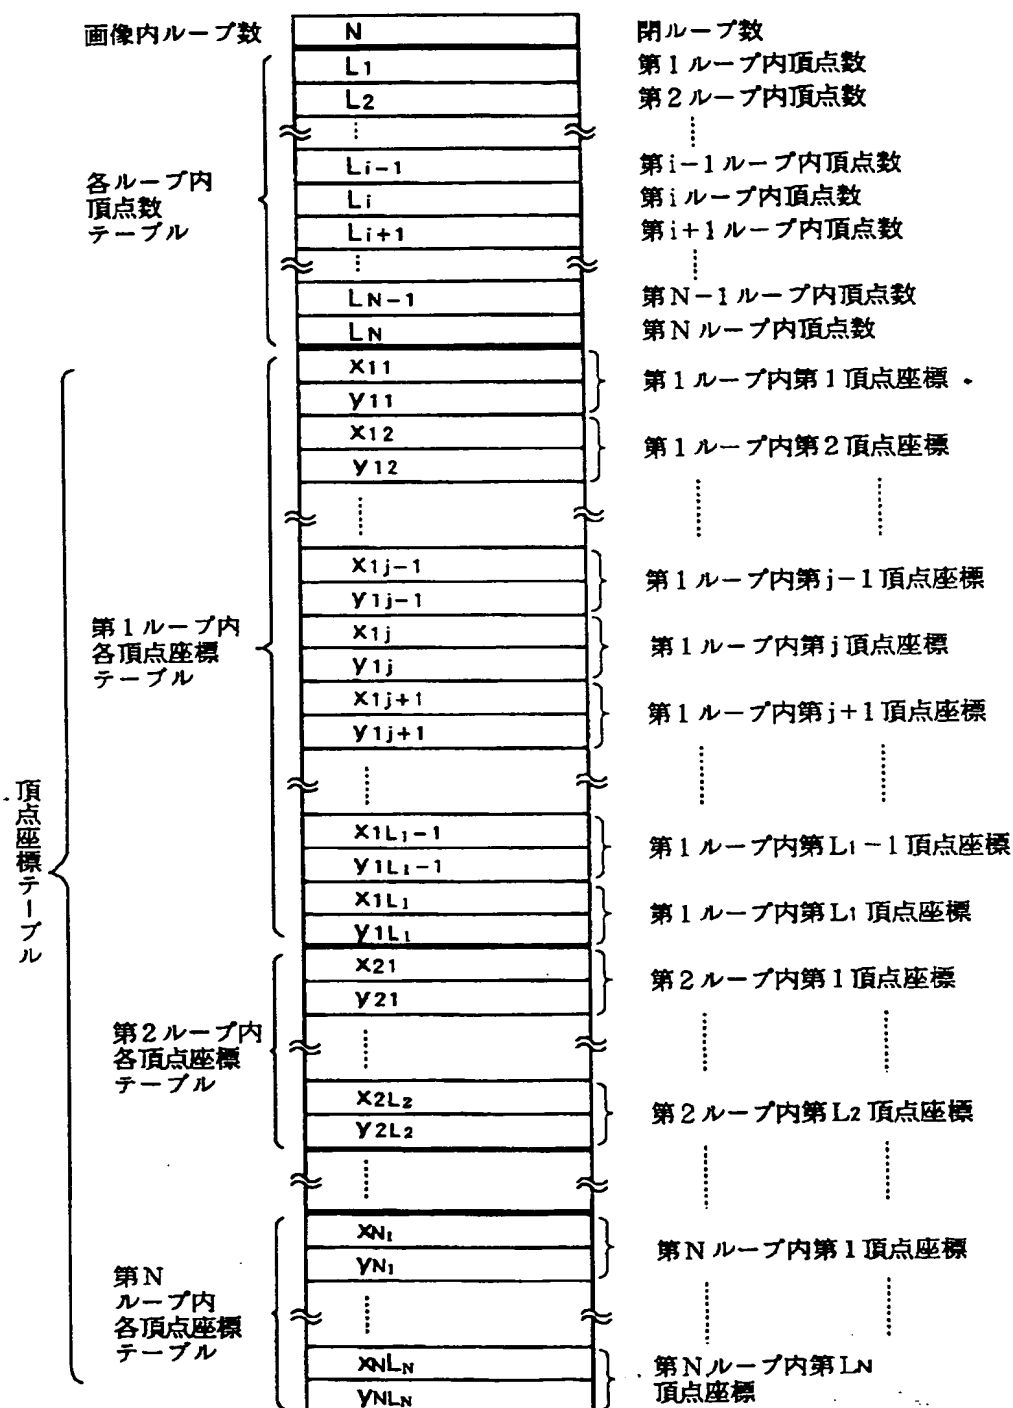 画像内ループ数 N 閉ループ数
L1 第1ループ内頂点数
L2 第2ループ内頂点数
Li-1 第i-1ループ内頂点数
各ループ内
頂点数
テーブル
Li 第iループ内頂点数
Li+1 第i+1ループ内頂点数
LN-1 第N-1ループ内頂点数
LN 第Nループ内頂点数
頂点座標テーブル
第1ループ内
各頂点座標
テーブル
x11
y11
第1ループ内第1頂点座標
x12
y12
第1ループ内第2頂点座標
x1j-1
y1j-1
第1ループ内第j-1頂点座標
x1j
y1j
第1ループ内第j頂点座標
x1j+1
y1j+1
第1ループ内第j+1頂点座標
x1L1-1
y1L1-1
第1ループ内第L1-1頂点座標
x1L1
y1L1
第1ループ内第L1頂点座標
第2ループ内
各頂点座標
テーブル
x21
y21
第2ループ内第1頂点座標
x2L2
y2L2
第2ループ内第L2頂点座標
第N
ループ内
各頂点座標
テーブル
xN1
yN1
第Nループ内第1頂点座標
xNLN
yNLN
第Nループ内第LN
頂点座標